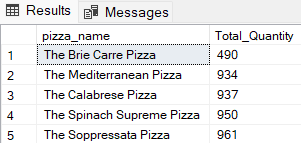 Results Messages
pizza_name Total_Quantity
1 The Brie Carre Pizza 490
2 The Mediterranean Pizza 934
3 The Calabrese Pizza 937
4 The Spinach Supreme Pizza 950
5 The Soppressata Pizza 961